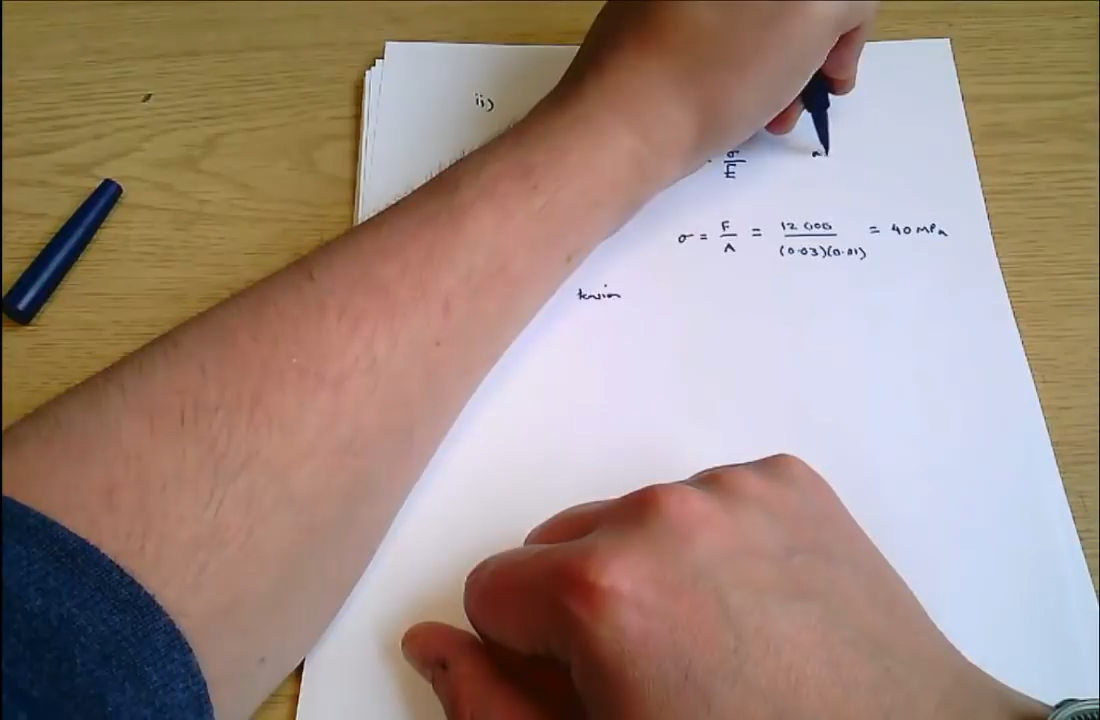 ii)
σ/E
σ = F/A = 12 000/(0.03)(0.01) = 40 MPa
tension